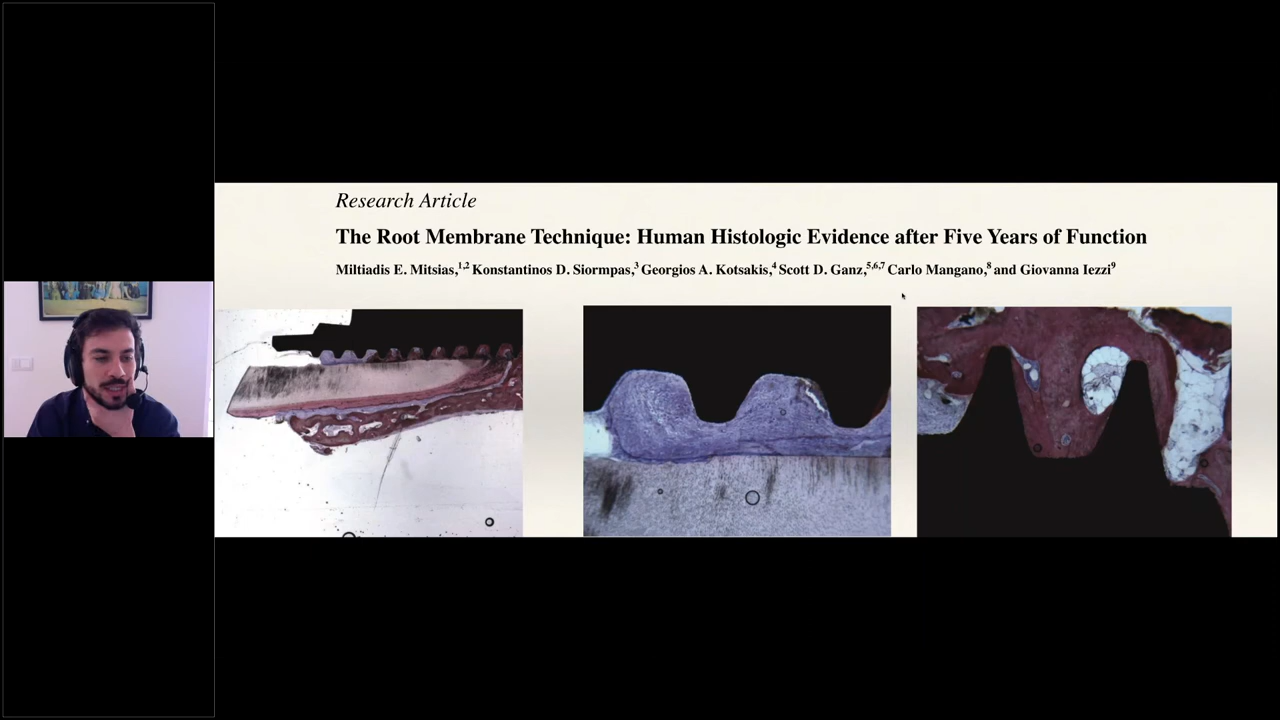 Research Article
The Root Membrane Technique: Human Histologic Evidence after Five Years of Function
Miltiadis E. Mitsias,1,2 Konstantinos D. Siormpas,3 Georgios A. Kotsakis,4 Scott D. Ganz,5,6,7 Carlo Mangano,8 and Giovanna Iezzi9